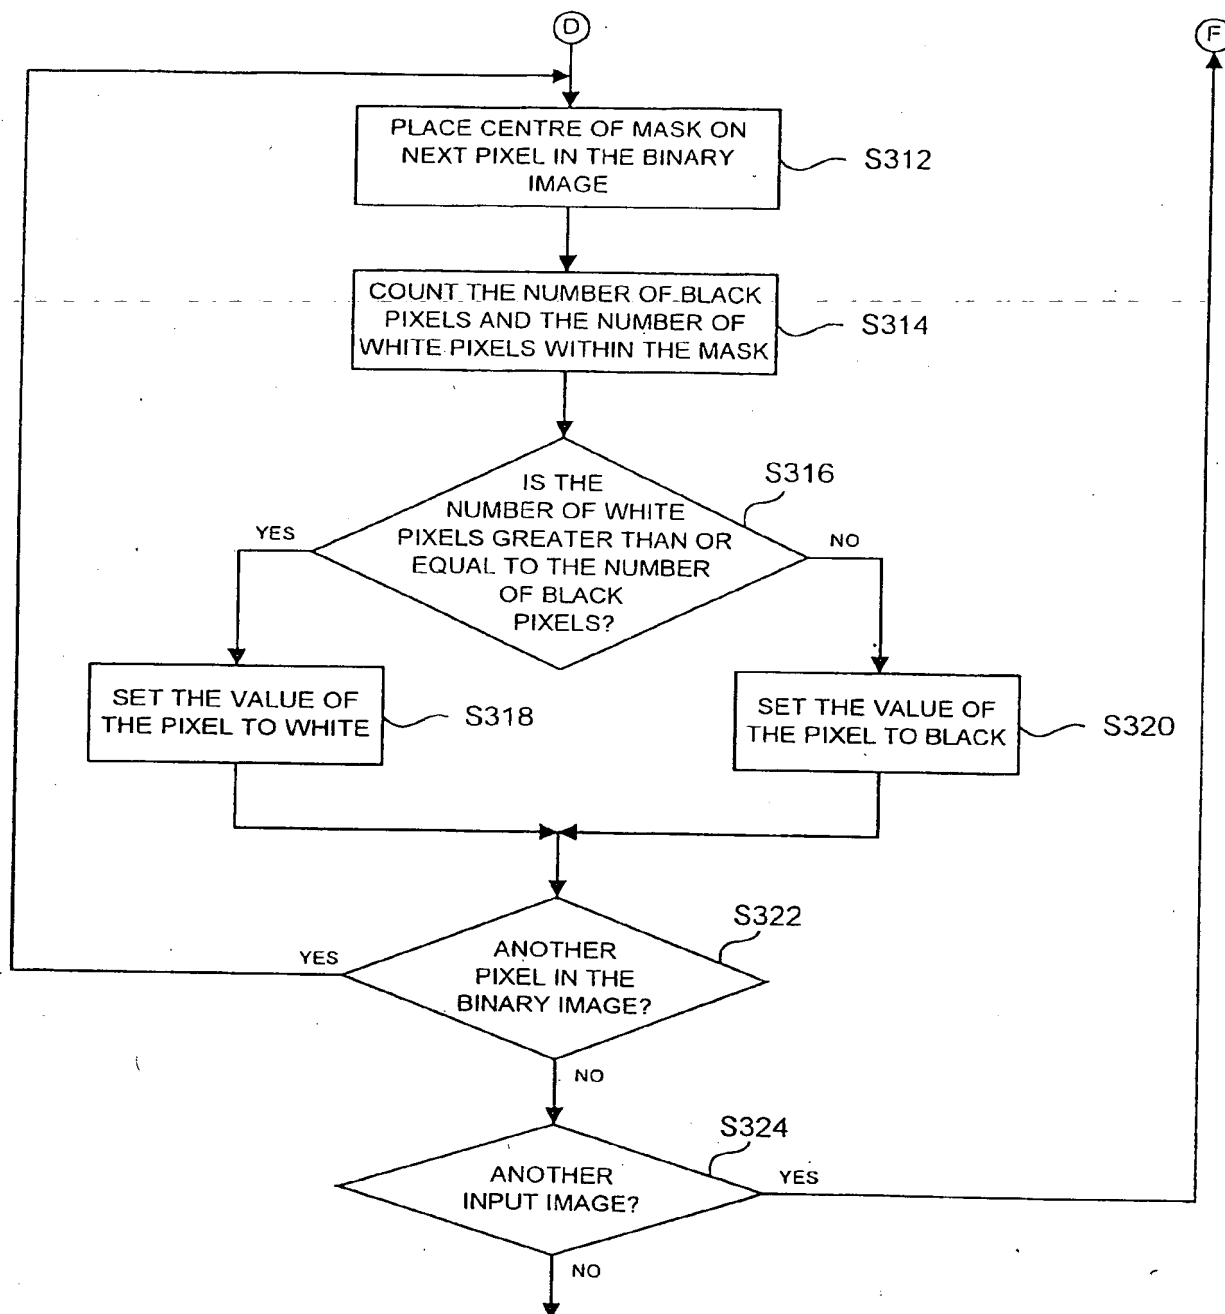 D
F
PLACE CENTRE OF MASK ON
NEXT PIXEL IN THE BINARY
IMAGE
S312
COUNT THE NUMBER OF BLACK
PIXELS AND THE NUMBER OF
WHITE PIXELS WITHIN THE MASK
S314
IS THE
NUMBER OF WHITE
PIXELS GREATER THAN OR
EQUAL TO THE NUMBER
OF BLACK
PIXELS?
S316
YES
NO
SET THE VALUE OF
THE PIXEL TO WHITE
S318
SET THE VALUE OF
THE PIXEL TO BLACK
S320
ANOTHER
PIXEL IN THE
BINARY IMAGE?
S322
YES
NO
ANOTHER
INPUT IMAGE?
S324
YES
NO